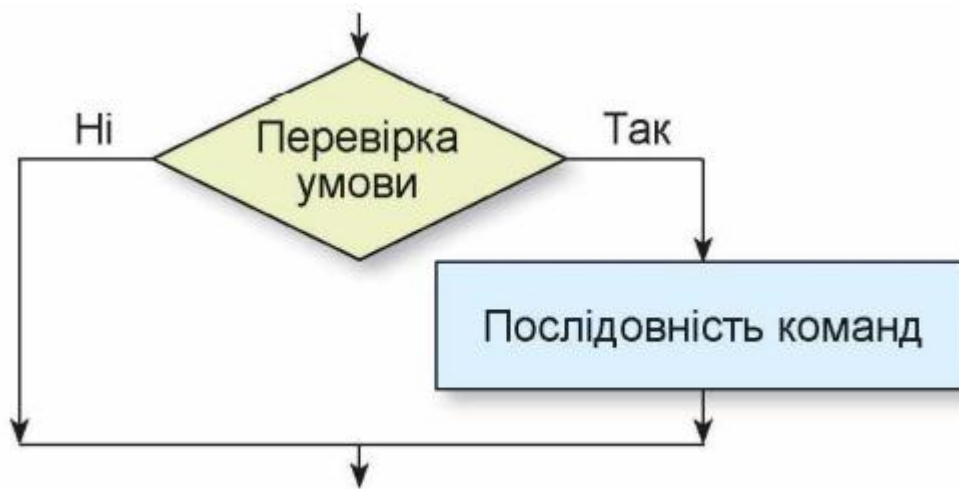 Ні
Перевірка
умови
Так
Послідовність команд